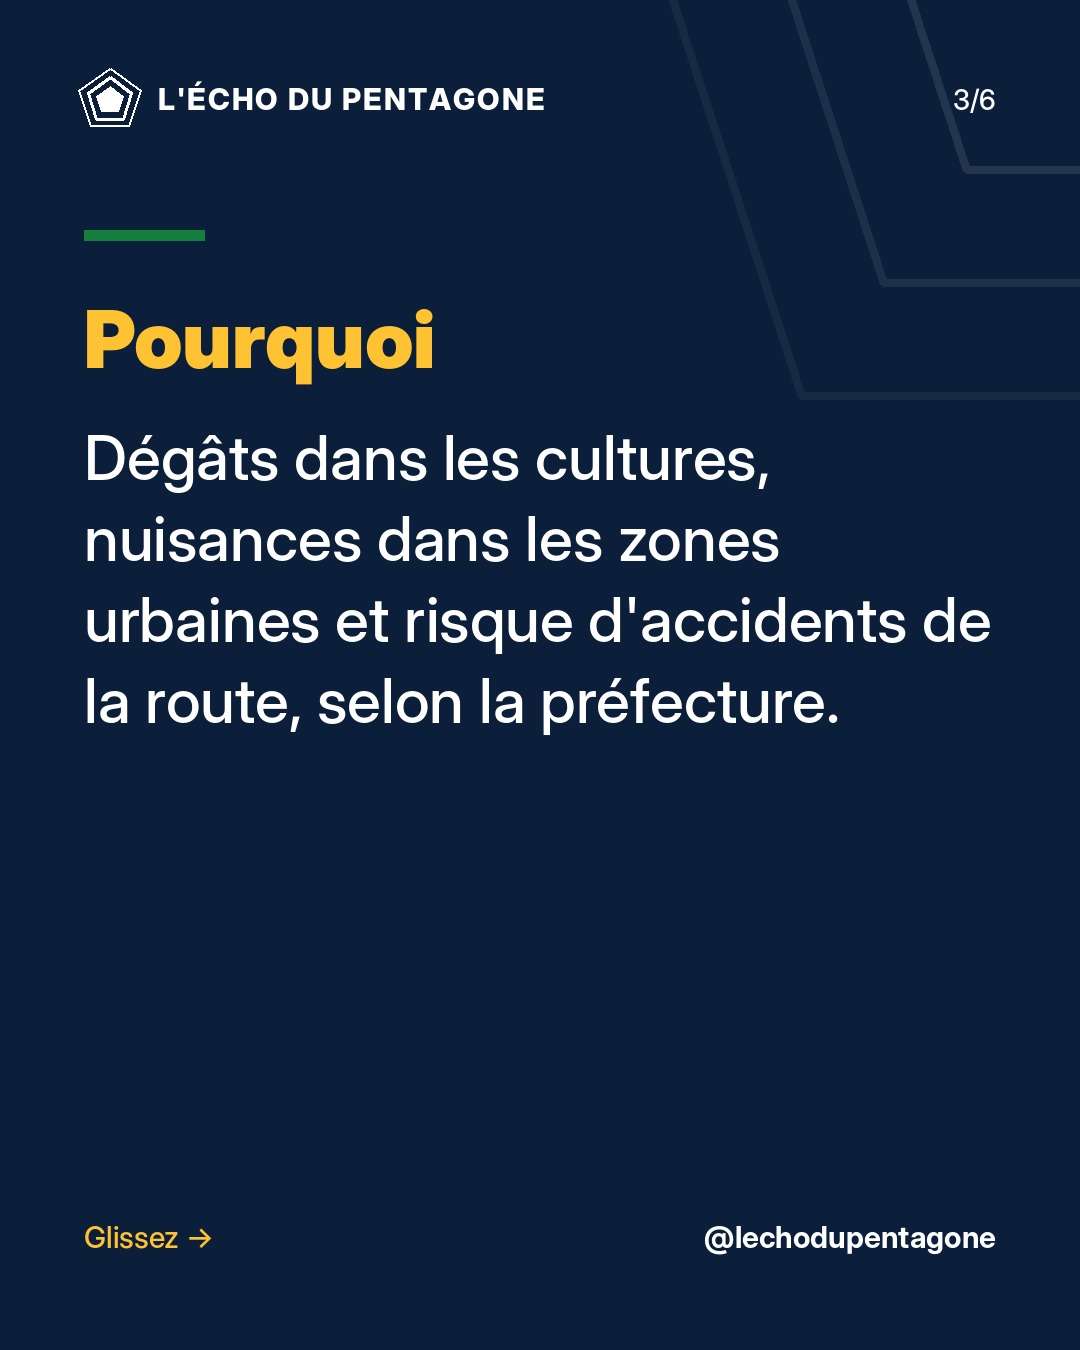 L'ÉCHO DU PENTAGONE
3/6
Pourquoi
Dégâts dans les cultures,
nuisances dans les zones
urbaines et risque d'accidents de
la route, selon la préfecture.
Glissez →
@lechodupentagone